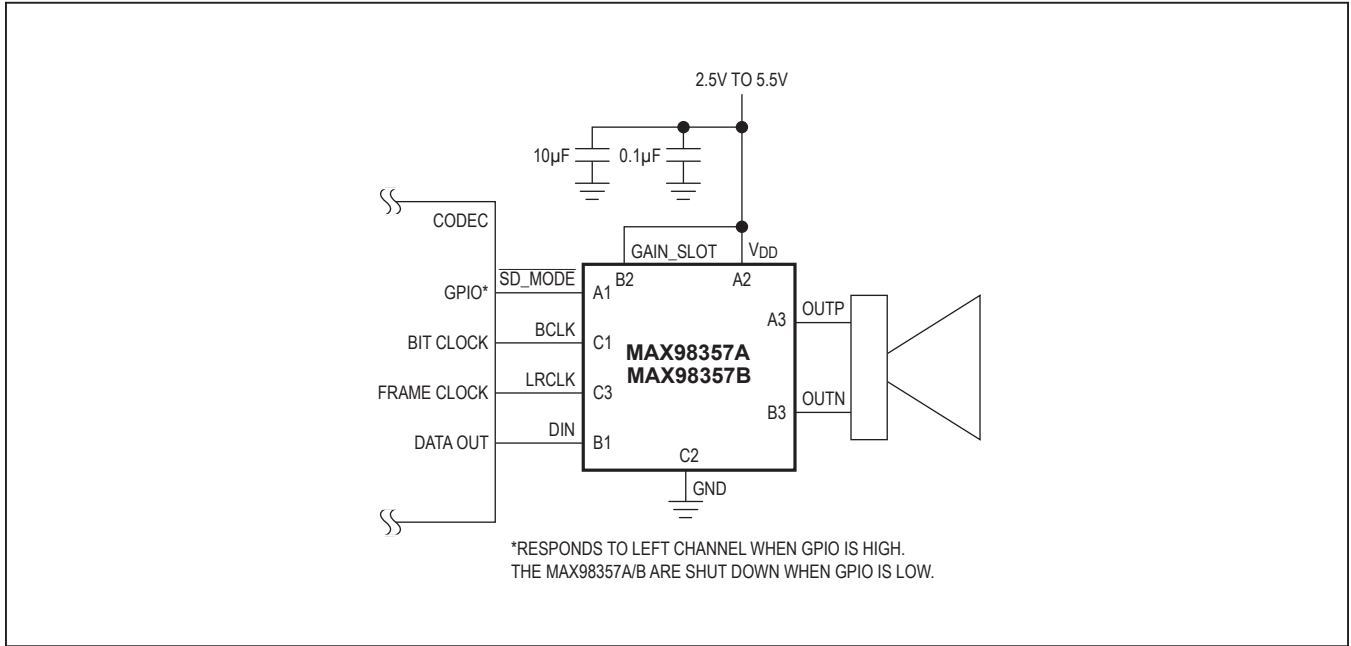 2.5V TO 5.5V
10µF
0.1µF
CODEC
GAIN_SLOT
VDD
SD_MODE
B2
A2
GPIO*
A1
OUTP
A3
BCLK
BIT CLOCK
C1
MAX98357A
MAX98357B
LRCLK
FRAME CLOCK
C3
OUTN
B3
DIN
DATA OUT
B1
C2
GND
*RESPONDS TO LEFT CHANNEL WHEN GPIO IS HIGH.
THE MAX98357A/B ARE SHUT DOWN WHEN GPIO IS LOW.